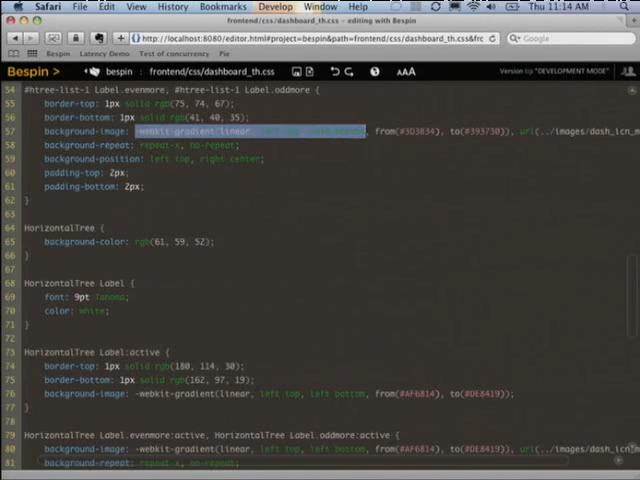 Safari File Edit View History Bookmarks Develop Window Help Thu 11:14 AM
frontend/css/dashboard_th.css - editing with Bespin
http://localhost:8080/editor.html#project=bespin&path=frontend/css/dashboard_th.css&frc
Google
Bespin Latency Demo Test of concurrency Pie
Bespin > bespin : frontend/css/dashboard_th.css AAA Version tip "DEVELOPMENT MODE"
54 #htree-list-1 Label.evenmore, #htree-list-1 Label.oddmore {
55 border-top: 1px solid rgb(75, 74, 67);
56 border-bottom: 1px solid rgb(41, 40, 35);
57 background-image: -webkit-gradient(linear, left top, left bottom, from(#3D3834), to(#393730)), url(../images/dash_icn_m
58 background-repeat: repeat-x, no-repeat;
59 background-position: left top, right center;
60 padding-top: 2px;
61 padding-bottom: 2px;
62 }
63
64 HorizontalTree {
65 background-color: rgb(61, 59, 52);
66 }
67
68 HorizontalTree Label {
69 font: 9pt Tahoma;
70 color: white;
71 }
72
73 HorizontalTree Label:active {
74 border-top: 1px solid rgb(180, 114, 30);
75 border-bottom: 1px solid rgb(162, 97, 19);
76 background-image: -webkit-gradient(linear, left top, left bottom, from(#AF6814), to(#DE8419));
77 }
78
79 HorizontalTree Label.evenmore:active, HorizontalTree Label.oddmore:active {
80 background-image: -webkit-gradient(linear, left top, left bottom, from(#AF6814), to(#DE8419)), url(../images/dash_icn_m
81 background-repeat: repeat-x, no-repeat;